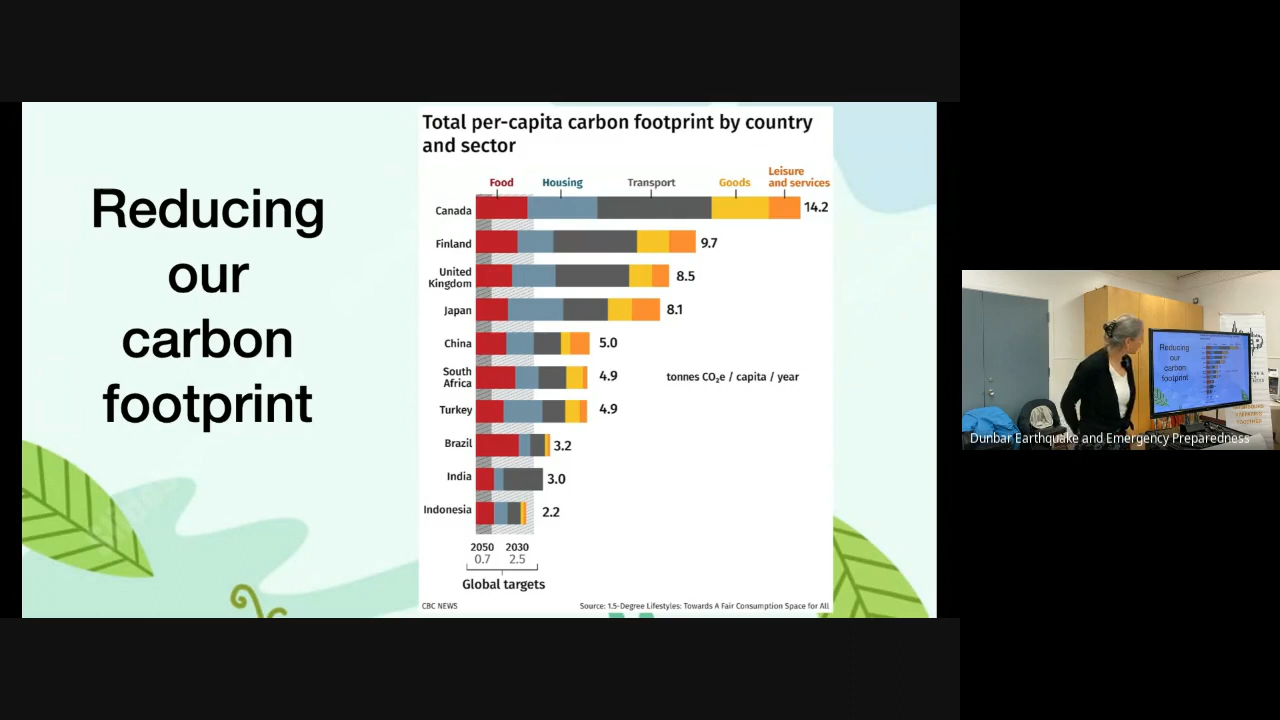 Reducing
our
carbon
footprint
Total per-capita carbon footprint by country
and sector
Food
Housing
Transport
Goods
Leisure
and services
Canada
14.2
Finland
9.7
United
Kingdom
8.5
Japan
8.1
China
5.0
South
Africa
4.9
tonnes CO₂e / capita / year
Turkey
4.9
Brazil
3.2
India
3.0
Indonesia
2.2
2050 2030
0.7 2.5
Global targets
CBC NEWS
Source: 1.5-Degree Lifestyles: Towards A Fair Consumption Space for All
Reducing
our
carbon
footprint
Dunbar Earthquake and Emergency Preparedness